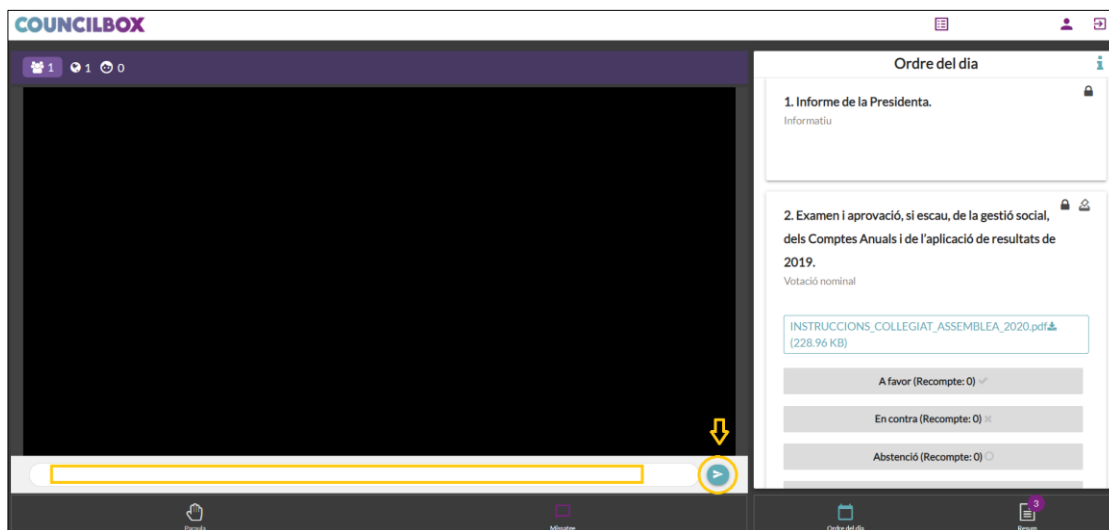 COUNCILBOX
1 1 0
Ordre del dia
1. Informe de la Presidenta.
Informatiu
2. Examen i aprovació, si escau, de la gestió social,
dels Comptes Anuals i de l'aplicació de resultats de
2019.
Votació nominal
INSTRUCCIONS_COLLEGIAT_ASSEMBLEA_2020.pdf
(228.96 KB)
A favor (Recompte: 0)
En contra (Recompte: 0)
Abstenció (Recompte: 0)
Paraula
Missatge
Ordre del dia
3
Resum